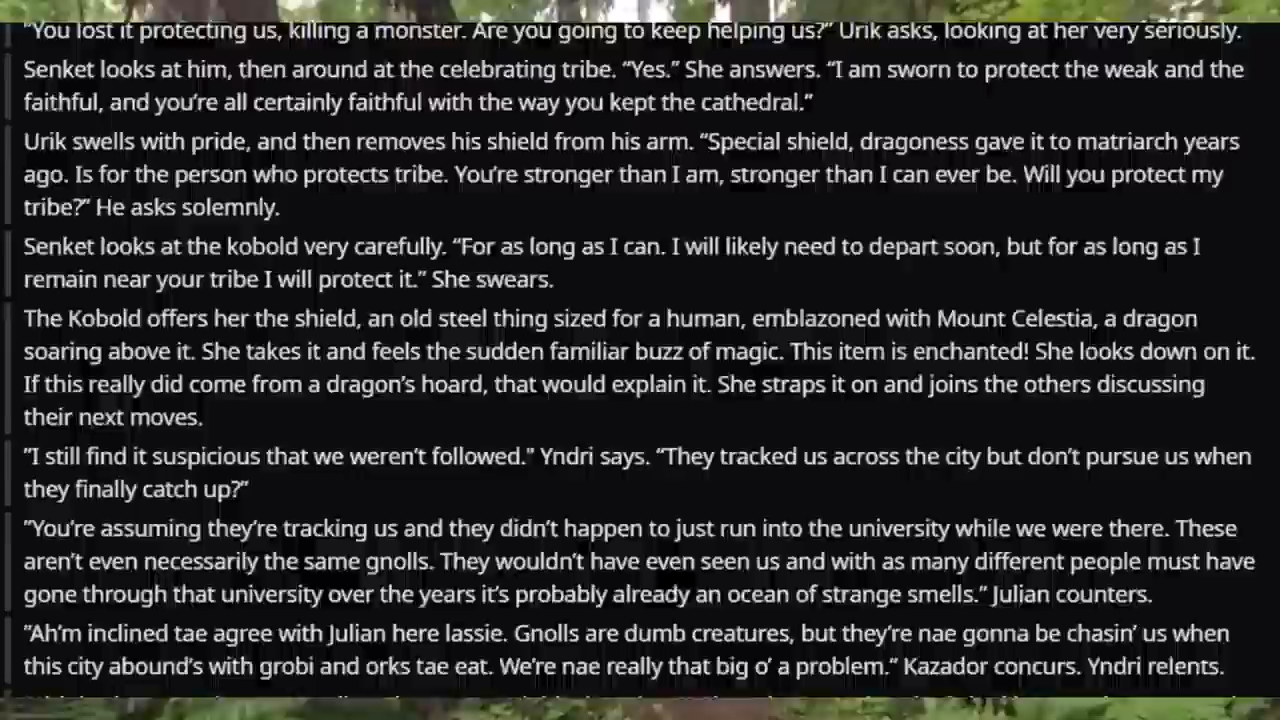 “You lost it protecting us, killing a monster. Are you going to keep helping us?” Urik asks, looking at her very seriously.
Senket looks at him, then around at the celebrating tribe. “Yes.” She answers. “I am sworn to protect the weak and the
faithful, and you’re all certainly faithful with the way you kept the cathedral.”
Urik swells with pride, and then removes his shield from his arm. “Special shield, dragoness gave it to matriarch years
ago. Is for the person who protects tribe. You’re stronger than I am, stronger than I can ever be. Will you protect my
tribe?” He asks solemnly.
Senket looks at the kobold very carefully. “For as long as I can. I will likely need to depart soon, but for as long as I
remain near your tribe I will protect it.” She swears.
The Kobold offers her the shield, an old steel thing sized for a human, emblazoned with Mount Celestia, a dragon
soaring above it. She takes it and feels the sudden familiar buzz of magic. This item is enchanted! She looks down on it.
If this really did come from a dragon’s hoard, that would explain it. She straps it on and joins the others discussing
their next moves.
“I still find it suspicious that we weren’t followed.” Yndri says. “They tracked us across the city but don’t pursue us when
they finally catch up?”
“You’re assuming they’re tracking us and they didn’t happen to just run into the university while we were there. These
aren’t even necessarily the same gnolls. They wouldn’t have even seen us and with as many different people must have
gone through that university over the years it’s probably already an ocean of strange smells.” Julian counters.
“Ah’m inclined tae agree with Julian here lassie. Gnolls are dumb creatures, but they’re nae gonna be chasin’ us when
this city abound’s with grobi and orks tae eat. We’re nae really that big o’ a problem.” Kazador concurs. Yndri relents.